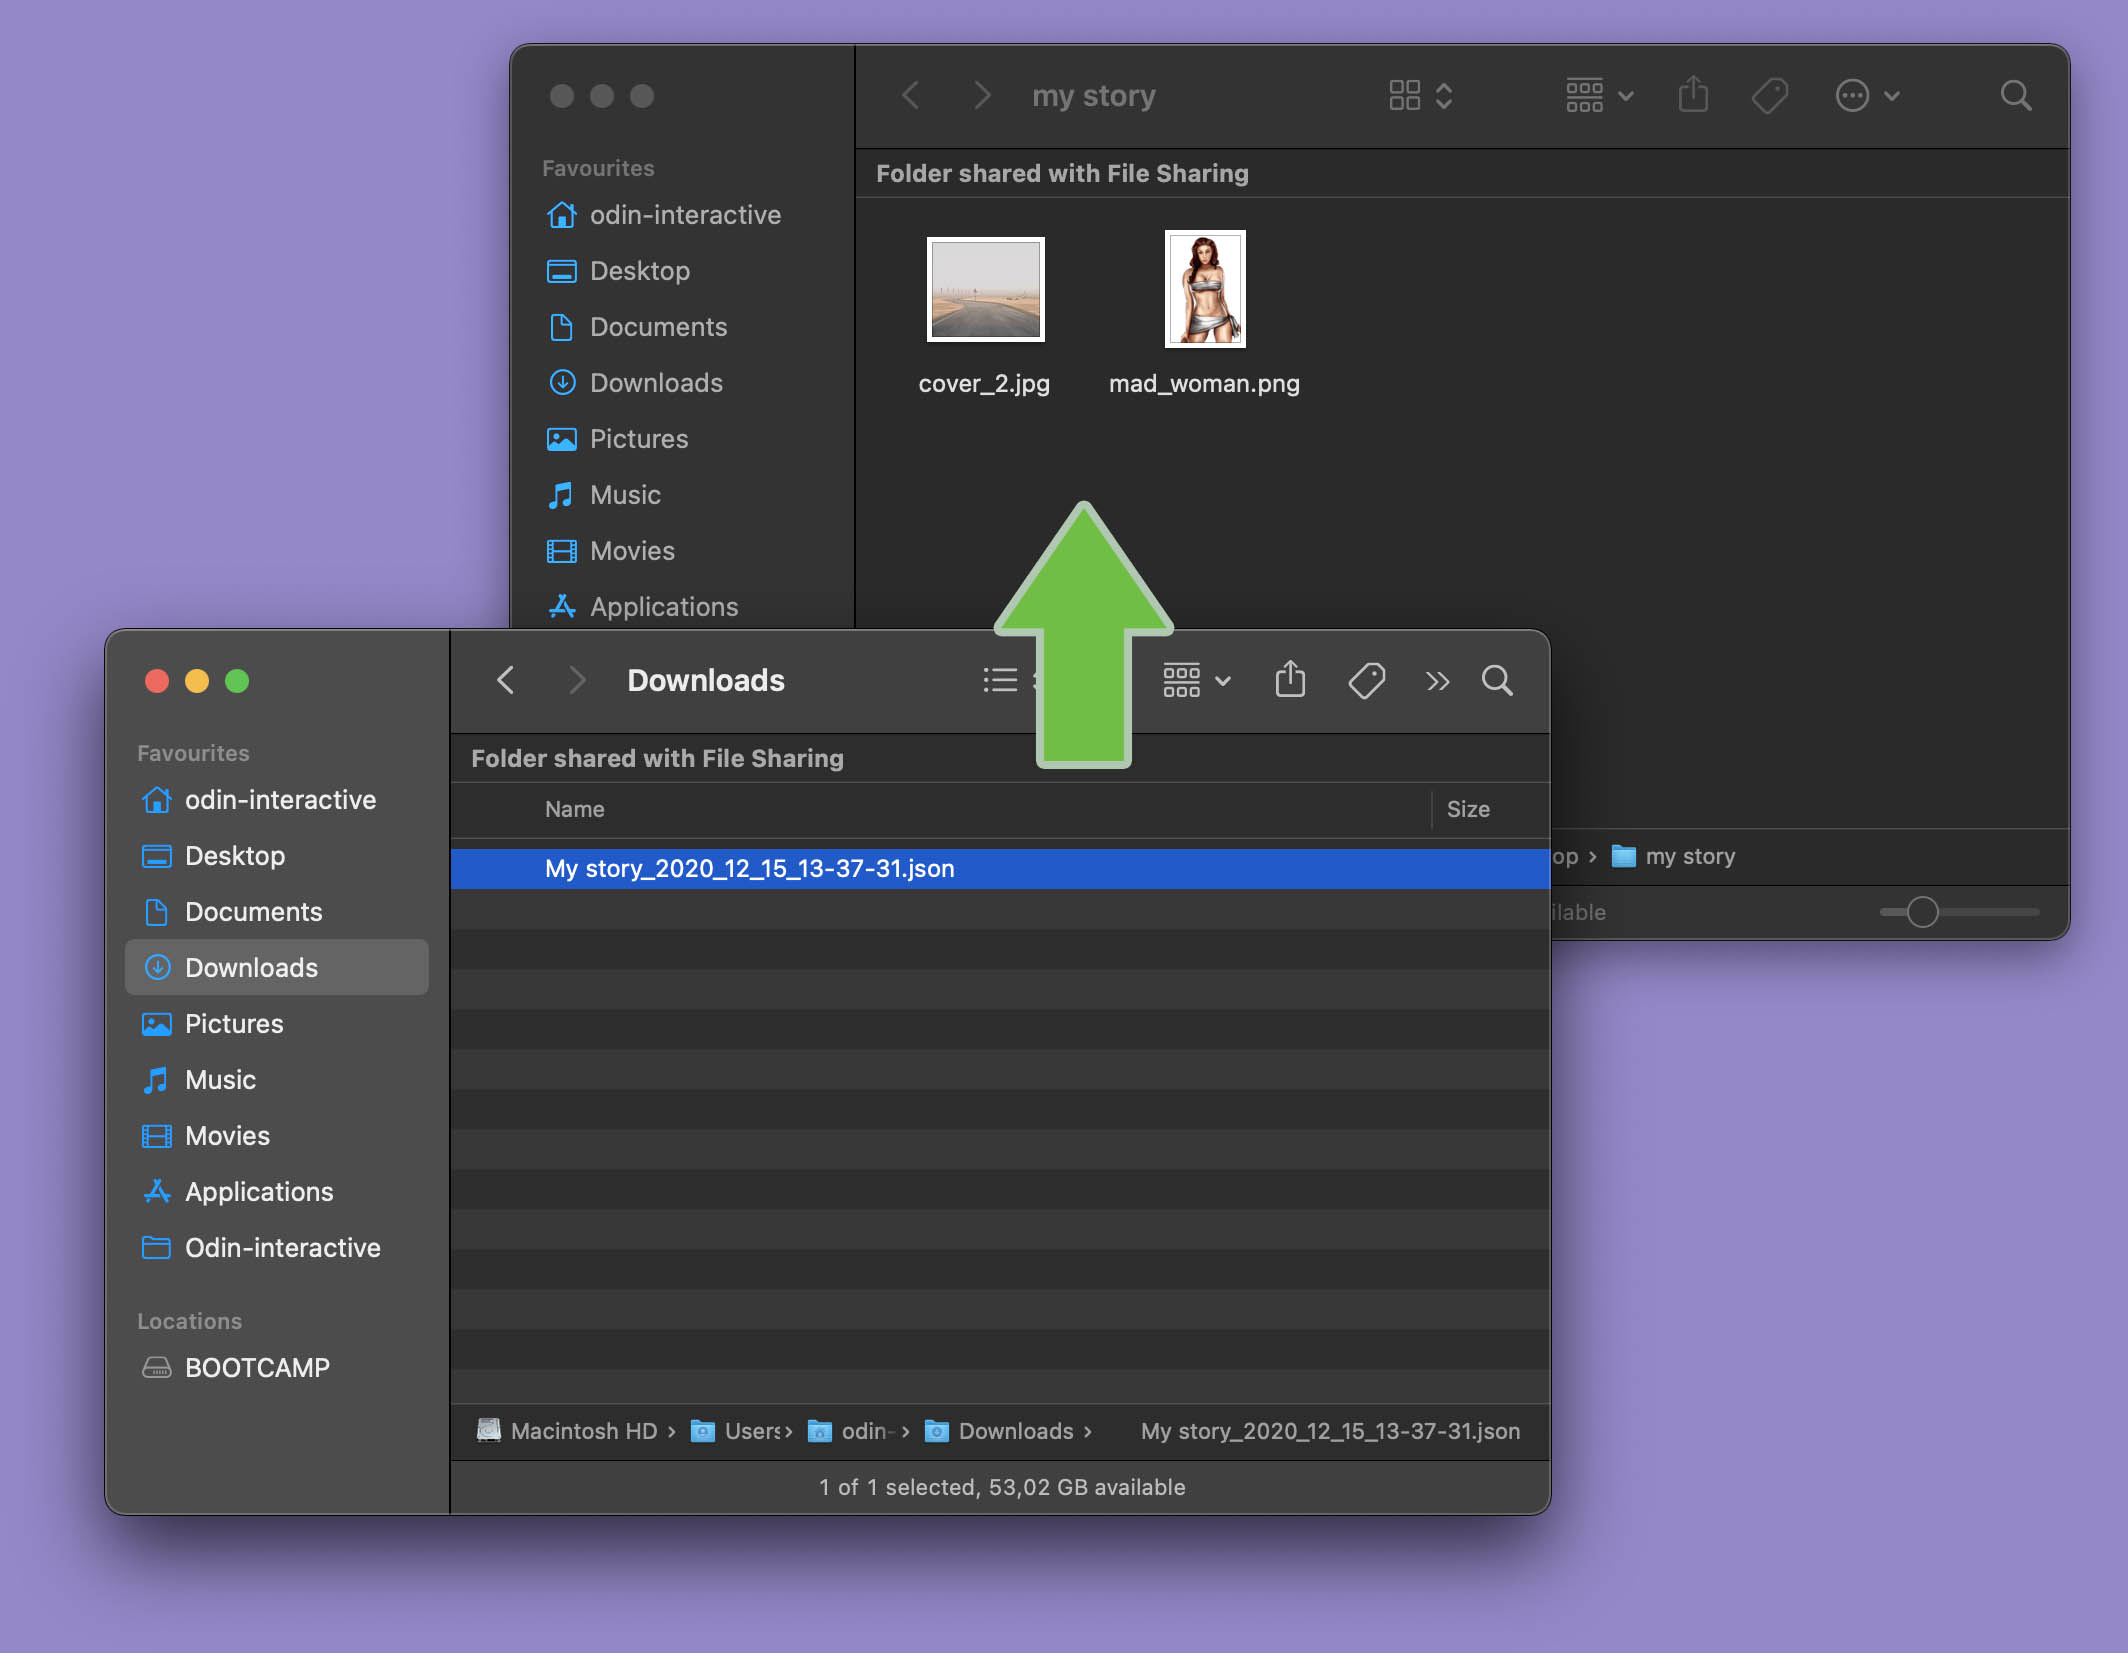 my story
Favourites
Folder shared with File Sharing
odin-interactive
Desktop
Documents
Downloads
Pictures
Music
Movies
Applications
cover_2.jpg
mad_woman.png
my story
Downloads
Favourites
Folder shared with File Sharing
odin-interactive
Desktop
Documents
Downloads
Pictures
Music
Movies
Applications
Odin-interactive
Locations
BOOTCAMP
Name Size
My story_2020_12_15_13-37-31.json
Macintosh HD › Users › odin- › Downloads › My story_2020_12_15_13-37-31.json
1 of 1 selected, 53,02 GB available